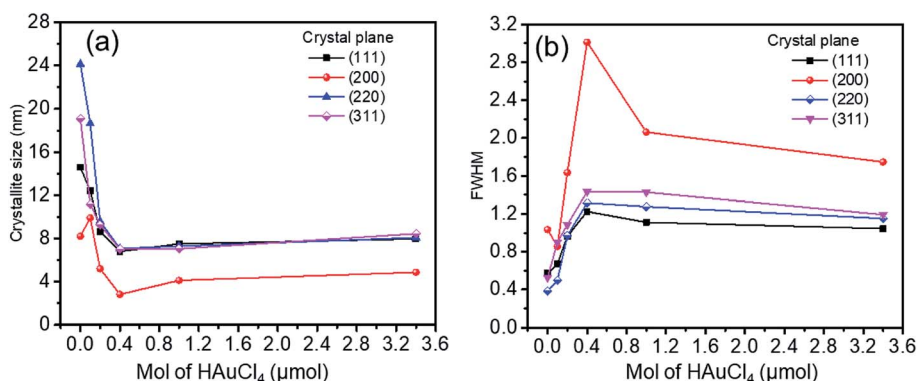 (a)
Crystal plane
(111)
(200)
(220)
(311)
28
24
20
16
12
8
4
0
Crystallite size (nm)
0.0 0.4 0.8 1.2 1.6 2.0 2.4 2.8 3.2 3.6
Mol of HAuCl₄ (µmol)
(b)
Crystal plane
(111)
(200)
(220)
(311)
3.2
2.8
2.4
2.0
1.6
1.2
0.8
0.4
0.0
FWHM
0.0 0.4 0.8 1.2 1.6 2.0 2.4 2.8 3.2 3.6
Mol of HAuCl₄ (µmol)